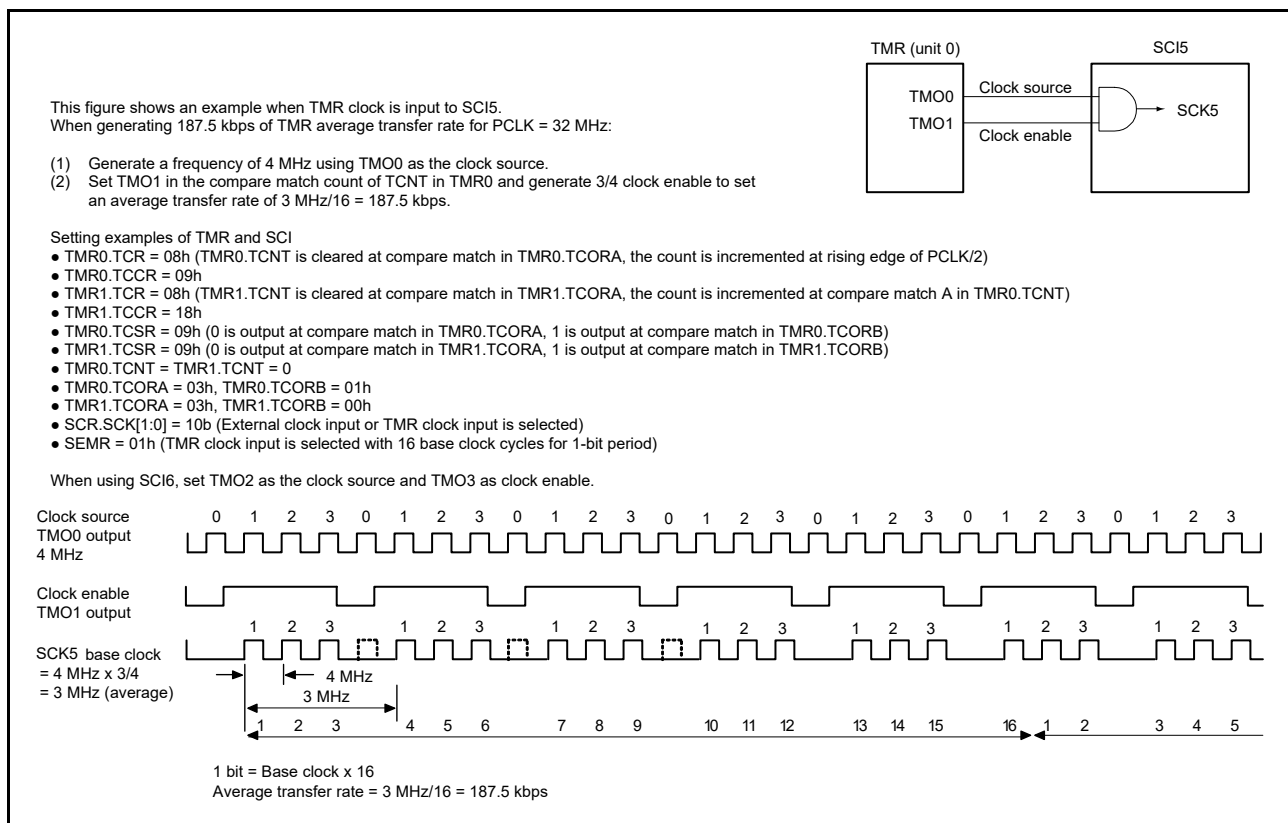 TMR (unit 0) SCI5
TMO0 Clock source
SCK5
TMO1
Clock enable
This figure shows an example when TMR clock is input to SCI5.
When generating 187.5 kbps of TMR average transfer rate for PCLK = 32 MHz:
(1) Generate a frequency of 4 MHz using TMO0 as the clock source.
(2) Set TMO1 in the compare match count of TCNT in TMR0 and generate 3/4 clock enable to set
an average transfer rate of 3 MHz/16 = 187.5 kbps.
Setting examples of TMR and SCI
● TMR0.TCR = 08h (TMR0.TCNT is cleared at compare match in TMR0.TCORA, the count is incremented at rising edge of PCLK/2)
● TMR0.TCCR = 09h
● TMR1.TCR = 08h (TMR1.TCNT is cleared at compare match in TMR1.TCORA, the count is incremented at compare match A in TMR0.TCNT)
● TMR1.TCCR = 18h
● TMR0.TCSR = 09h (0 is output at compare match in TMR0.TCORA, 1 is output at compare match in TMR0.TCORB)
● TMR1.TCSR = 09h (0 is output at compare match in TMR1.TCORA, 1 is output at compare match in TMR1.TCORB)
● TMR0.TCNT = TMR1.TCNT = 0
● TMR0.TCORA = 03h, TMR0.TCORB = 01h
● TMR1.TCORA = 03h, TMR1.TCORB = 00h
● SCR.SCK[1:0] = 10b (External clock input or TMR clock input is selected)
● SEMR = 01h (TMR clock input is selected with 16 base clock cycles for 1-bit period)
When using SCI6, set TMO2 as the clock source and TMO3 as clock enable.
Clock source 0 1 2 3 0 1 2 3 0 1 2 3 0 1 2 3 0 1 2 3 0 1 2 3 0 1 2 3
TMO0 output
4 MHz
Clock enable
TMO1 output
1 2 3 1 2 3 1 2 3 1 2 3 1 2 3 1 2 3 1 2 3
SCK5 base clock
= 4 MHz x 3/4 4 MHz
= 3 MHz (average)
3 MHz
1 2 3 4 5 6 7 8 9 10 11 12 13 14 15 16 1 2 3 4 5
1 bit = Base clock x 16
Average transfer rate = 3 MHz/16 = 187.5 kbps